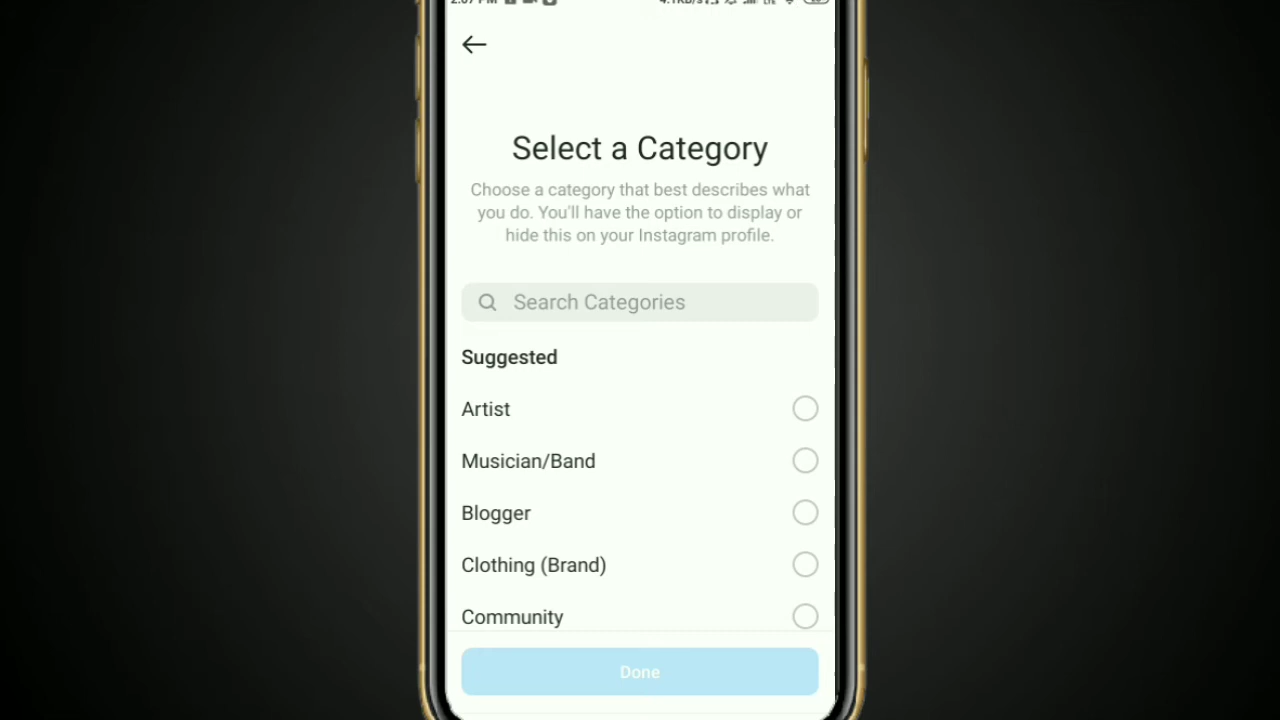 Select a Category
Choose a category that best describes what
you do. You'll have the option to display or
hide this on your Instagram profile.
Search Categories
Suggested
Artist
Musician/Band
Blogger
Clothing (Brand)
Community
Done